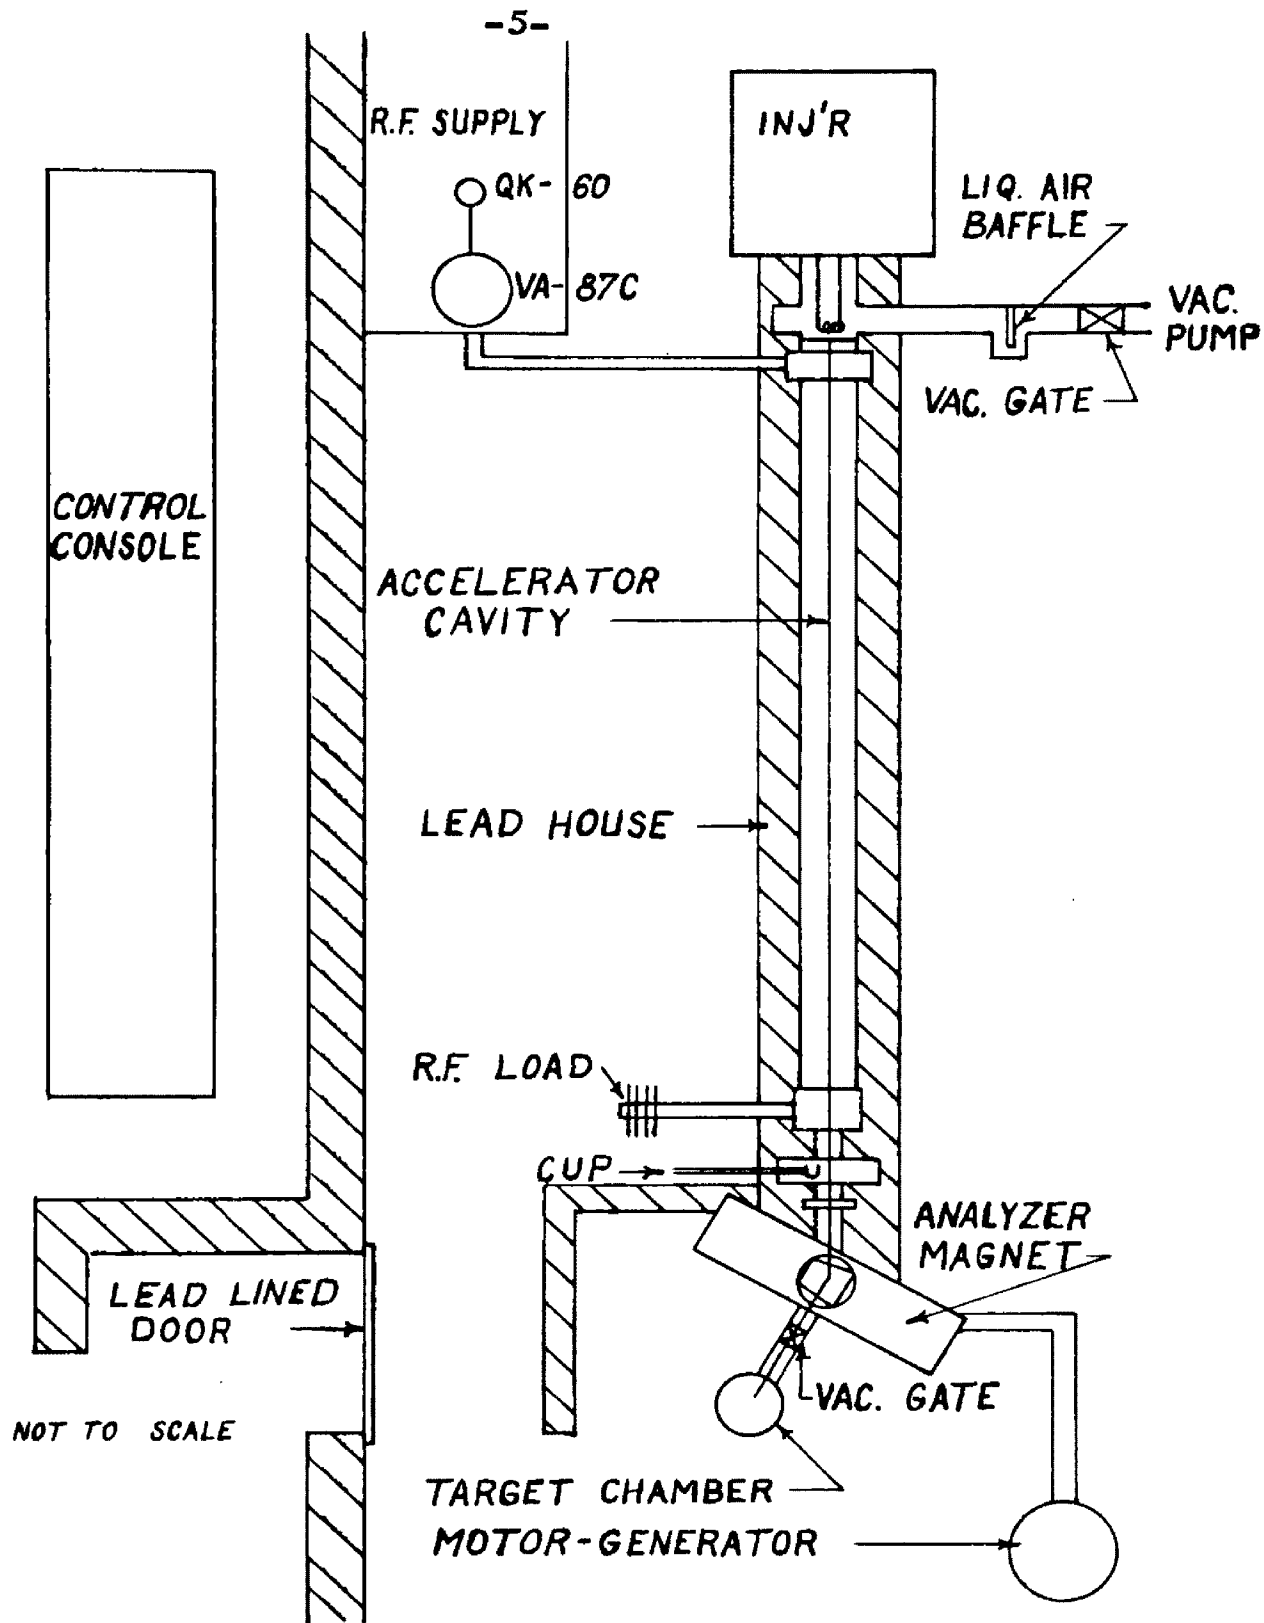 -5-
R.F. SUPPLY
QK- 60
VA- 87C
INJ'R
LIQ. AIR
BAFFLE
VAC.
PUMP
VAC. GATE
CONTROL
CONSOLE
ACCELERATOR
CAVITY
LEAD HOUSE
R.F. LOAD
CUP
ANALYZER
MAGNET
LEAD LINED
DOOR
VAC. GATE
NOT TO SCALE
TARGET CHAMBER
MOTOR-GENERATOR